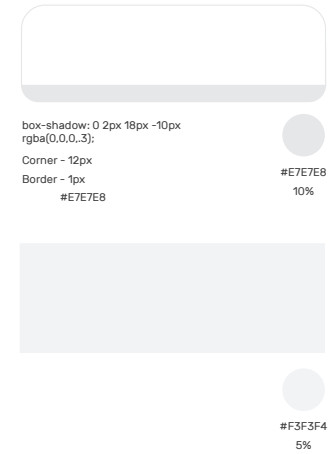 box-shadow: 0 2px 18px -10px
rgba(0,0,0,.3);
Corner - 12px
Border - 1px
#E7E7E8
#E7E7E8
10%
#F3F3F4
5%